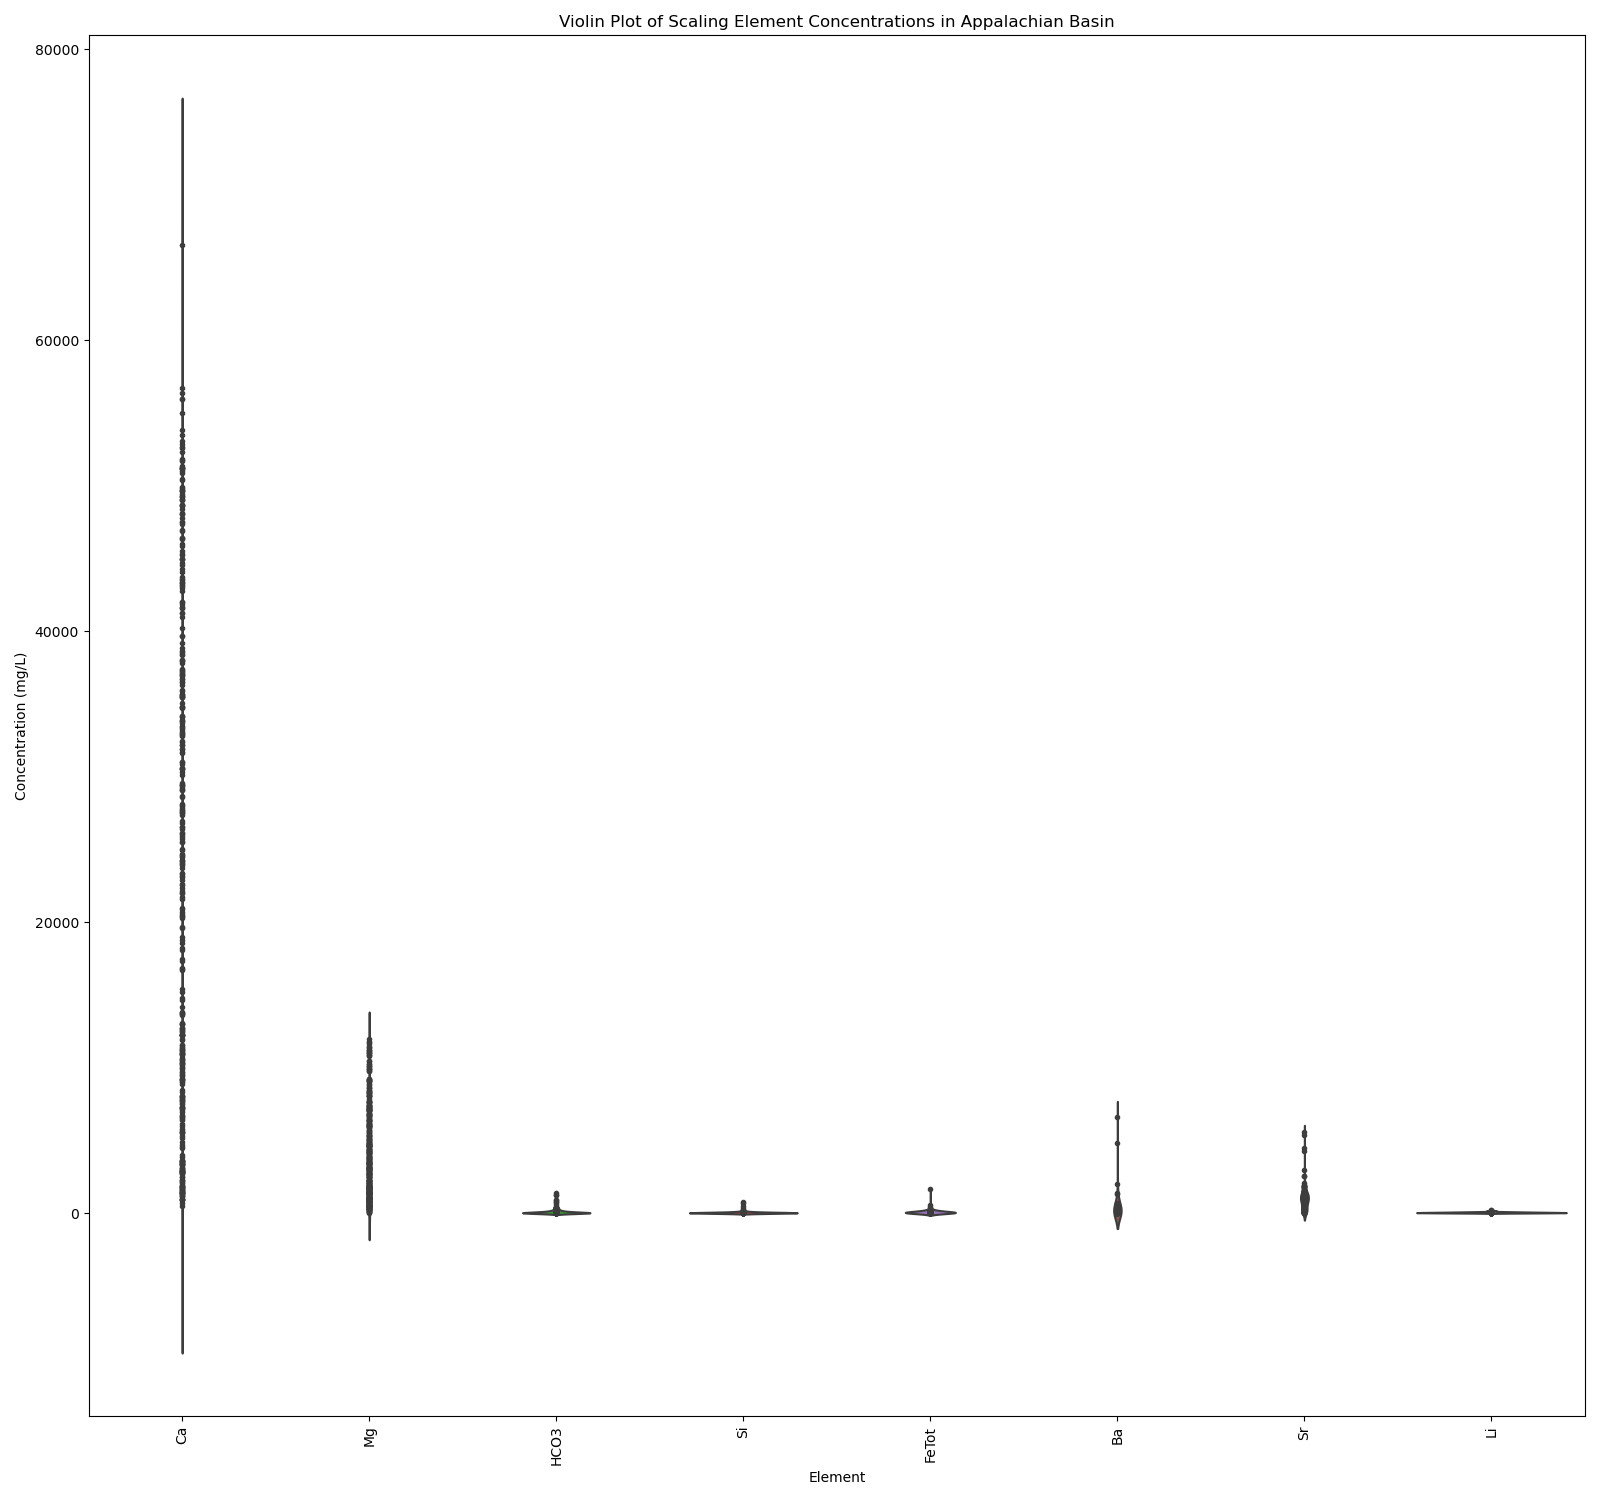 Violin Plot of Scaling Element Concentrations in Appalachian Basin
80000
60000
40000
20000
0
Concentration (mg/L)
Ca
Mg
HCO3
Si
FeTot
Ba
Sr
Li
Element